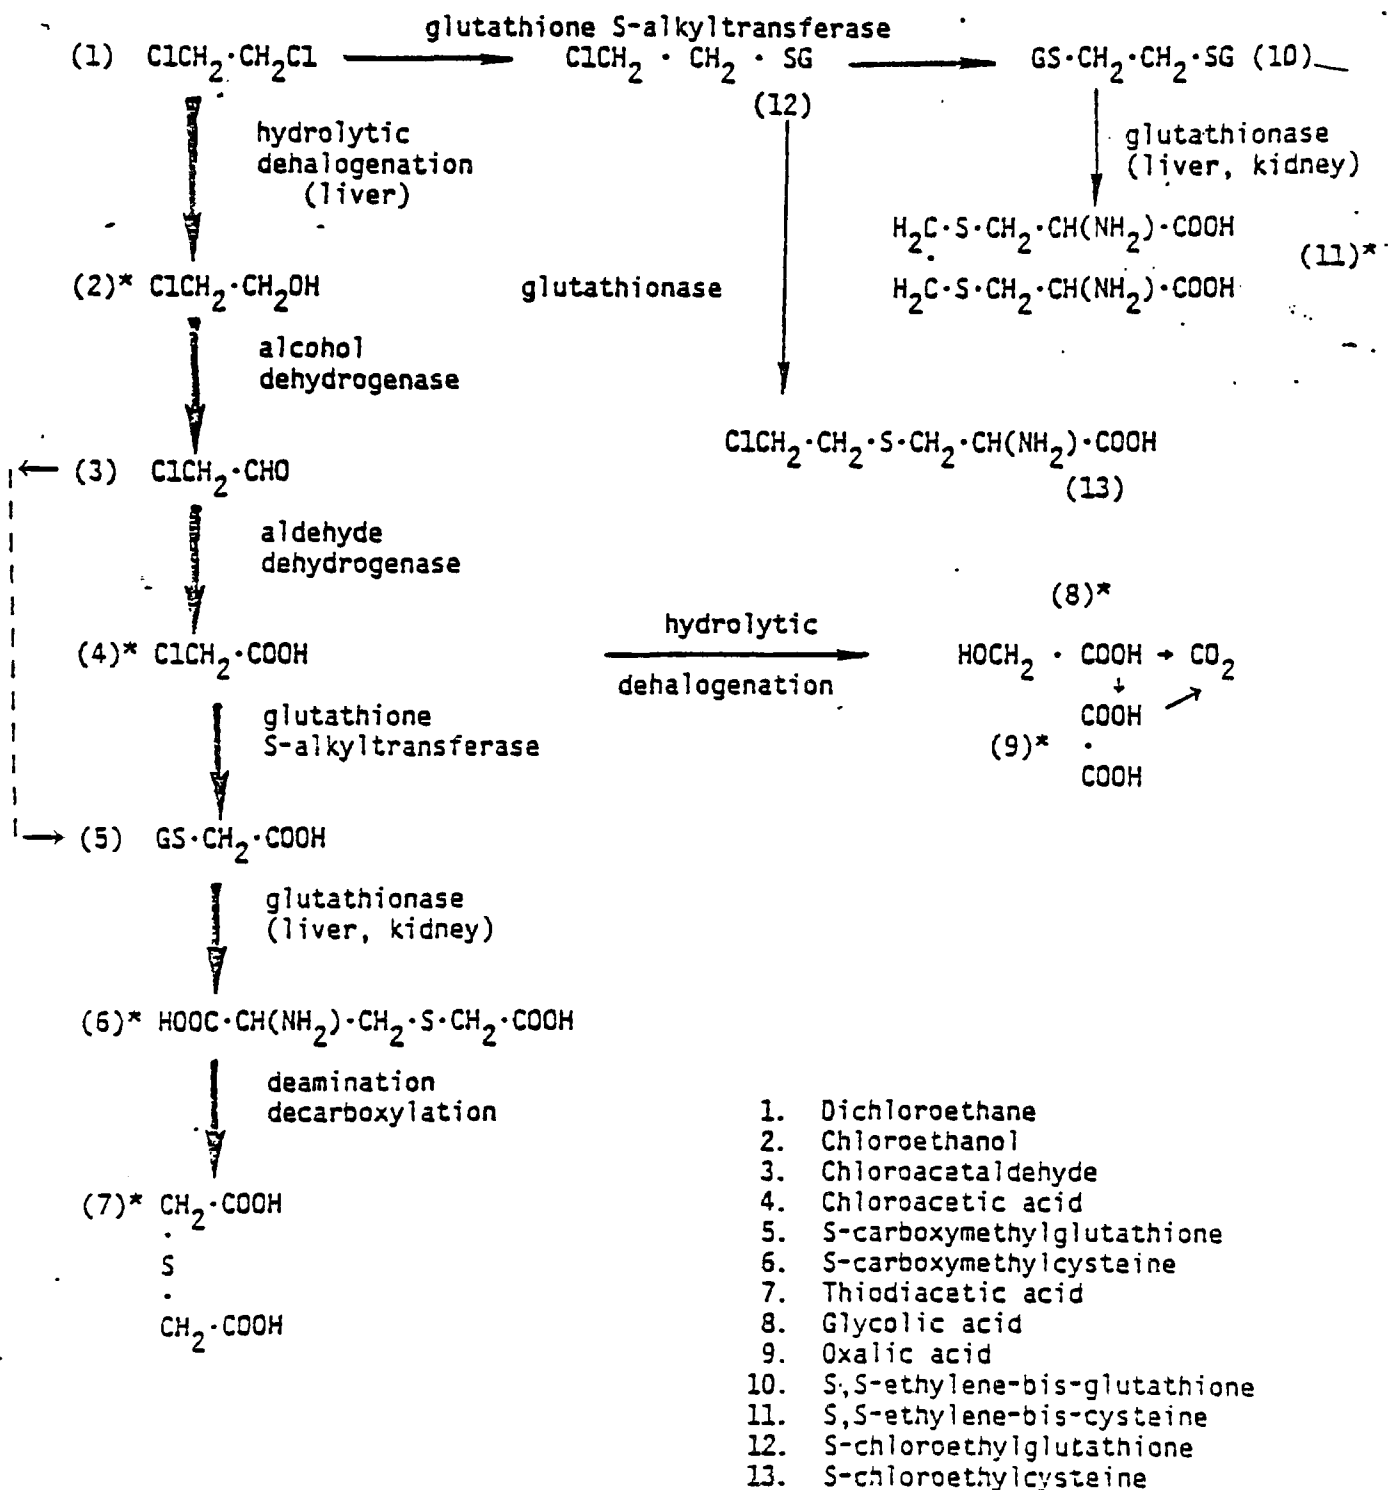 glutathione S-alkyltransferase
(1) ClCH2·CH2Cl ClCH2 · CH2 · SG GS·CH2·CH2·SG (10)
(12)
hydrolytic
dehalogenation
(liver)
glutathionase
(liver, kidney)
H2C·S·CH2·CH(NH2)·COOH
·
(11)*
H2C·S·CH2·CH(NH2)·COOH
(2)* ClCH2·CH2OH
glutathionase
alcohol
dehydrogenase
ClCH2·CH2·S·CH2·CH(NH2)·COOH
(13)
(3) ClCH2·CHO
aldehyde
dehydrogenase
(8)*
(4)* ClCH2·COOH
hydrolytic
dehalogenation
HOCH2 · COOH → CO2
↓
COOH
(9)* ·
COOH
glutathione
S-alkyltransferase
(5) GS·CH2·COOH
glutathionase
(liver, kidney)
(6)* HOOC·CH(NH2)·CH2·S·CH2·COOH
deamination
decarboxylation
(7)* CH2·COOH
·
S
·
CH2·COOH
1. Dichloroethane
2. Chloroethanol
3. Chloroacataldehyde
4. Chloroacetic acid
5. S-carboxymethylglutathione
6. S-carboxymethylcysteine
7. Thiodiacetic acid
8. Glycolic acid
9. Oxalic acid
10. S,S-ethylene-bis-glutathione
11. S,S-ethylene-bis-cysteine
12. S-chloroethylglutathione
13. S-chloroethylcysteine